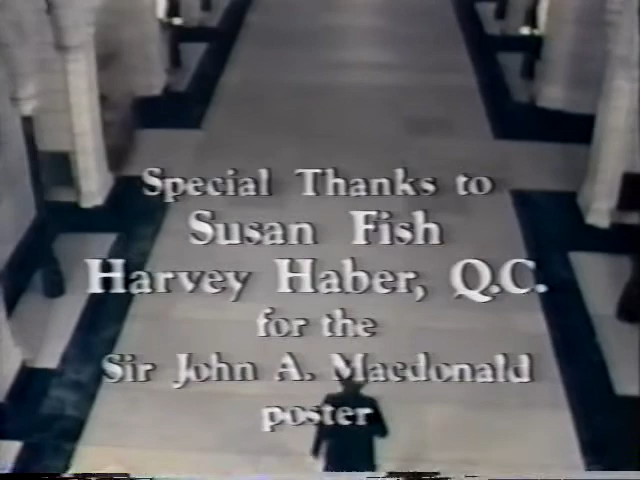 Special Thanks to
Susan Fish
Harvey Haber, Q.C.
for the
Sir John A. Macdonald
poster